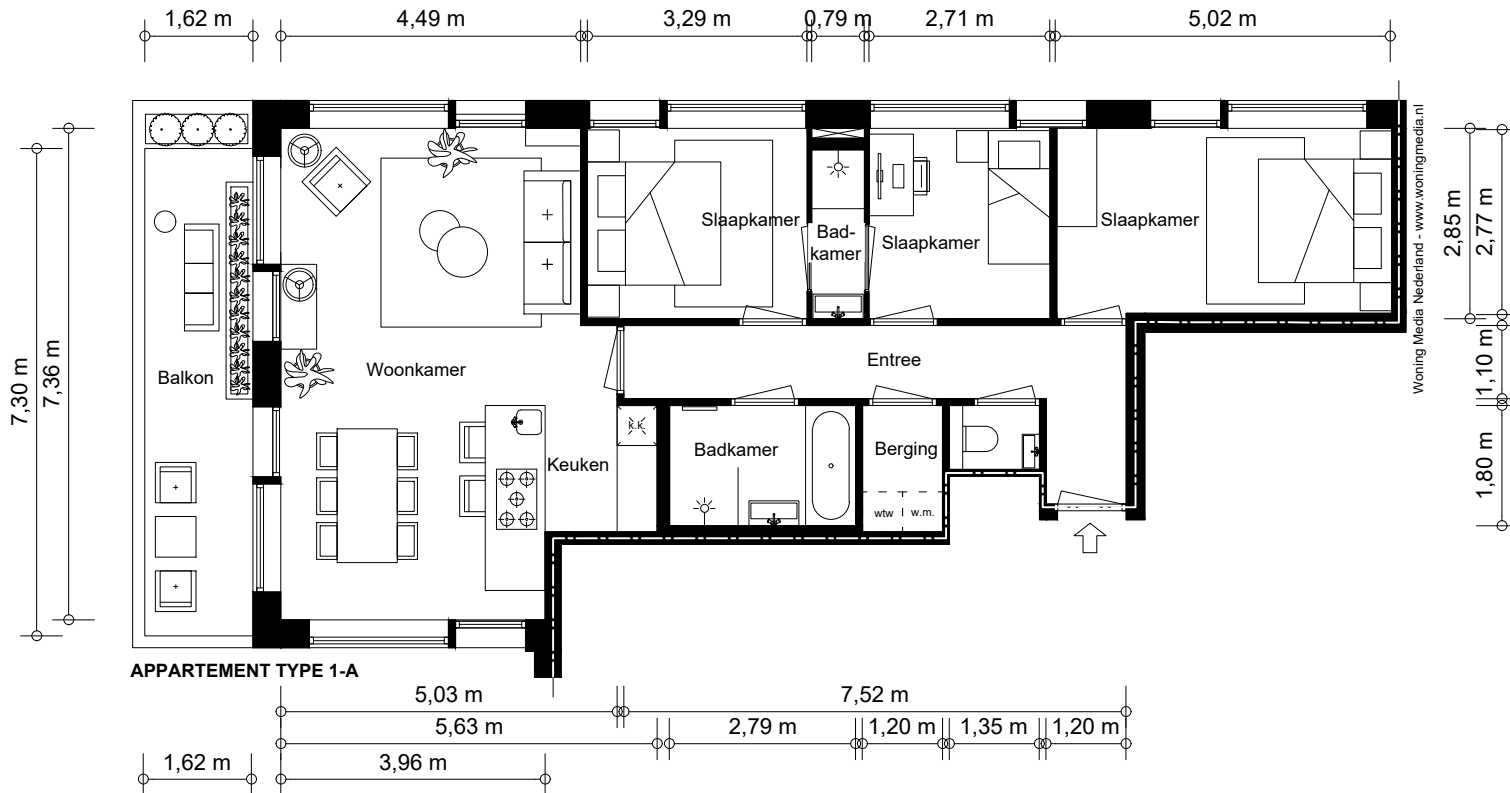 1,62 m
4,49 m
3,29 m
0,79 m
2,71 m
5,02 m
7,30 m
7,36 m
2,85 m
2,77 m
1,10 m
1,80 m
Woning Media Nederland - www.woningmedia.nl
Slaapkamer
Bad-
kamer
Slaapkamer
Slaapkamer
Balkon
Woonkamer
Entree
k.k.
Keuken
Badkamer
Berging
wtw
w.m.
APPARTEMENT TYPE 1-A
5,03 m
7,52 m
5,63 m
2,79 m
1,20 m
1,35 m
1,20 m
1,62 m
3,96 m